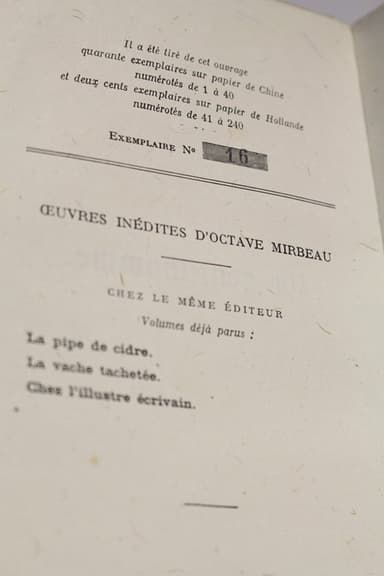 Il a été tiré de cet ouvrage
quarante exemplaires sur papier de Chine
numérotés de 1 à 40
et deux cents exemplaires sur papier de Hollande
numérotés de 41 à 240
EXEMPLAIRE No 16
ŒUVRES INÉDITES D'OCTAVE MIRBEAU
CHEZ LE MÊME ÉDITEUR
Volumes déjà parus :
La pipe de cidre.
La vache tachetée.
Chez l'illustre écrivain.